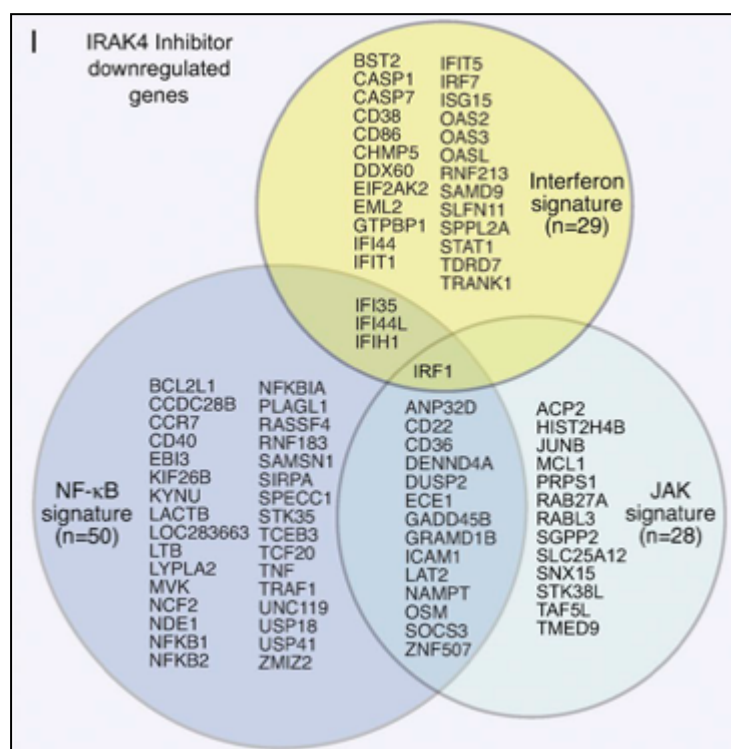 I
IRAK4 Inhibitor
downregulated
genes
BST2
CASP1
CASP7
CD38
CD86
CHMP5
DDX60
EIF2AK2
EML2
GTPBP1
IFI44
IFIT1
IFIT5
IRF7
ISG15
OAS2
OAS3
OASL
RNF213
SAMD9
SLFN11
SPPL2A
STAT1
TDRD7
TRANK1
Interferon
signature
(n=29)
IFI35
IFI44L
IFIH1
IRF1
BCL2L1
CCDC28B
CCR7
CD40
EBI3
KIF26B
KYNU
LACTB
LOC283663
LTB
LYPLA2
MVK
NCF2
NDE1
NFKB1
NFKB2
NFKBIA
PLAGL1
RASSF4
RNF183
SAMSN1
SIRPA
SPECC1
STK35
TCEB3
TCF20
TNF
TRAF1
UNC119
USP18
USP41
ZMIZ2
NF-κB
signature
(n=50)
ANP32D
CD22
CD36
DENND4A
DUSP2
ECE1
GADD45B
GRAMD1B
ICAM1
LAT2
NAMPT
OSM
SOCS3
ZNF507
ACP2
HIST2H4B
JUNB
MCL1
PRPS1
RAB27A
RABL3
SGPP2
SLC25A12
SNX15
STK38L
TAF5L
TMED9
JAK
signature
(n=28)